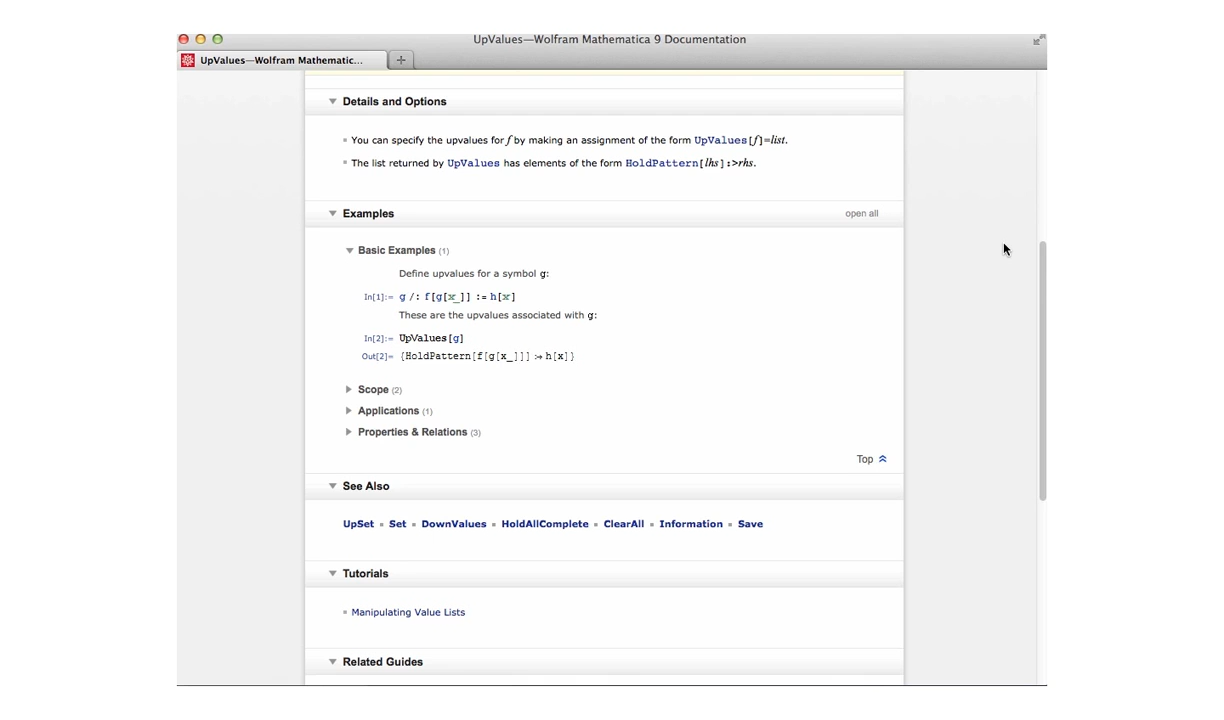 UpValues—Wolfram Mathematica 9 Documentation
UpValues—Wolfram Mathematic...
Details and Options
You can specify the upvalues for f by making an assignment of the form UpValues[f]=list.
The list returned by UpValues has elements of the form HoldPattern[lhs]:>rhs.
Examples
open all
Basic Examples (1)
Define upvalues for a symbol g:
In[1]:= g /: f[g[x_]] := h[x]
These are the upvalues associated with g:
In[2]:= UpValues[g]
Out[2]= {HoldPattern[f[g[x_]]] :→ h[x]}
Scope (2)
Applications (1)
Properties & Relations (3)
Top
See Also
UpSet ▪ Set ▪ DownValues ▪ HoldAllComplete ▪ ClearAll ▪ Information ▪ Save
Tutorials
Manipulating Value Lists
Related Guides